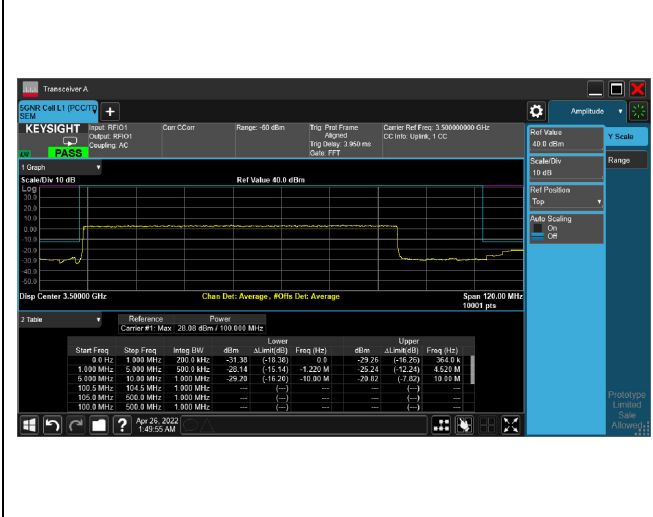 Transceiver A
5GNR Cell L1 (PCC/TD
SEM
Amplitude
KEYSIGHT
Input: RFIO1
Output: RFIO1
Coupling: AC
Curr CCorr
Range: -60 dBm
Trig: Prot Frame
Aligned
Trig Delay: 3.950 ms
Gate: FFT
Carrier Ref Freq: 3.500000000 GHz
CC Info: Uplink, 1 CC
PASS
1 Graph
Scale/Div 10 dB
Ref Value 40.0 dBm
Log
30.0
20.0
10.0
0.00
-10.0
-20.0
-30.0
-40.0
-50.0
Disp Center 3.50000 GHz
Chan Det: Average , #Offs Det: Average
Span 120.00 MHz
10001 pts
2 Table
Reference Power
Carrier #1: Max : 28.08 dBm / 100.000 MHz
Lower Upper
Start Freq Stop Freq Integ BW dBm ΔLimit(dB) Freq (Hz) dBm ΔLimit(dB) Freq (Hz)
0.0 Hz 1.000 MHz 200.0 kHz -31.38 (-18.38) 0.0 -29.26 (-16.26) 364.0 k
1.000 MHz 5.000 MHz 500.0 kHz -28.14 (-15.14) -1.220 M -25.24 (-12.24) 4.520 M
5.000 MHz 10.00 MHz 1.000 MHz -29.20 (-16.20) -10.00 M -20.82 (-7.82) 10.00 M
100.5 MHz 104.5 MHz 1.000 MHz --- (---) --- --- (---) ---
105.0 MHz 500.0 MHz 1.000 MHz --- (---) --- --- (---) ---
100.0 MHz 500.0 MHz 1.000 MHz --- (---) --- --- (---) ---
Ref Value
40.0 dBm
Scale/Div
10 dB
Ref Position
Top
Auto Scaling
On
Off
Y Scale
Range
Prototype
Limited
Sale
Allowed
Apr 26, 2022
1:49:55 AM